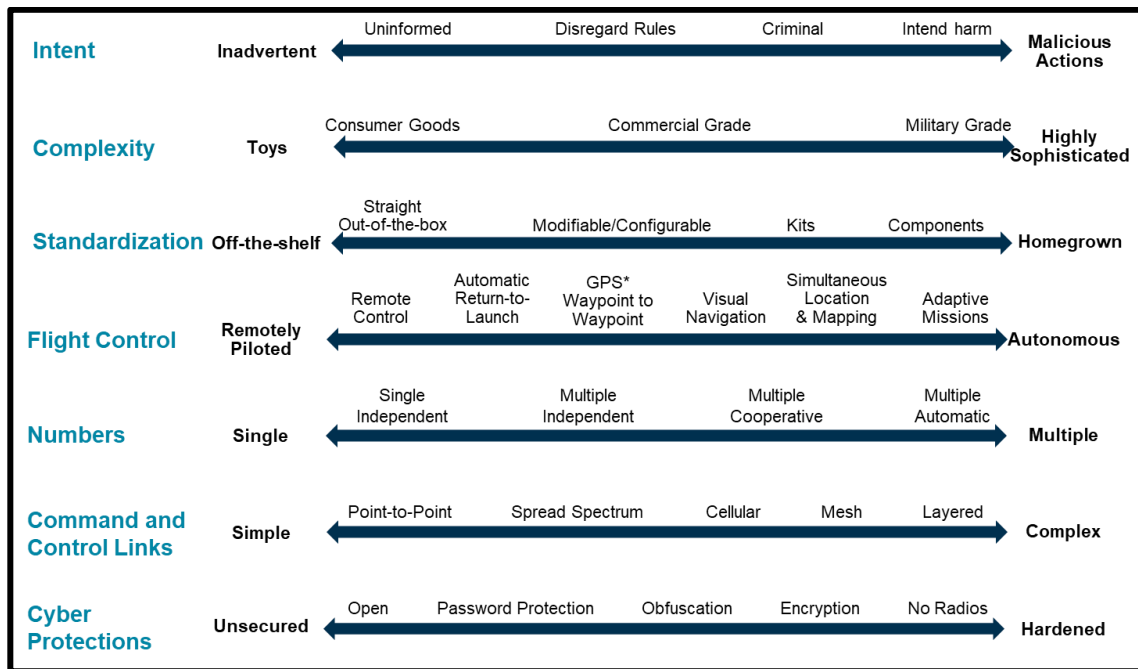 Intent
Inadvertent
Uninformed
Disregard Rules
Criminal
Intend harm
Malicious
Actions
Complexity
Toys
Consumer Goods
Commercial Grade
Military Grade
Highly
Sophisticated
Standardization
Off-the-shelf
Straight
Out-of-the-box
Modifiable/Configurable
Kits
Components
Homegrown
Flight Control
Remotely
Piloted
Remote
Control
Automatic
Return-to-
Launch
GPS*
Waypoint to
Waypoint
Visual
Navigation
Simultaneous
Location
& Mapping
Adaptive
Missions
Autonomous
Numbers
Single
Single
Independent
Multiple
Independent
Multiple
Cooperative
Multiple
Automatic
Multiple
Command and
Control Links
Simple
Point-to-Point
Spread Spectrum
Cellular
Mesh
Layered
Complex
Cyber
Protections
Unsecured
Open
Password Protection
Obfuscation
Encryption
No Radios
Hardened